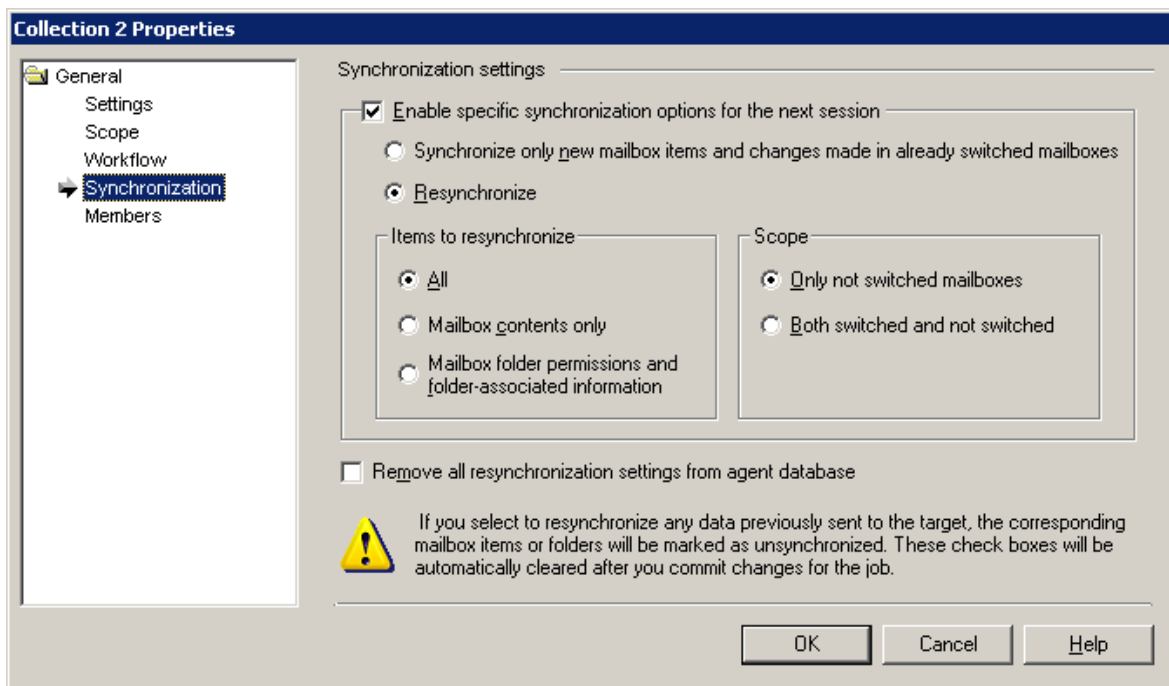 Collection 2 Properties
General
Settings
Scope
Workflow
Synchronization
Members
Synchronization settings
Enable specific synchronization options for the next session
Synchronize only new mailbox items and changes made in already switched mailboxes
Resynchronize
Items to resynchronize
All
Mailbox contents only
Mailbox folder permissions and
folder-associated information
Scope
Only not switched mailboxes
Both switched and not switched
Remove all resynchronization settings from agent database
If you select to resynchronize any data previously sent to the target, the corresponding
mailbox items or folders will be marked as unsynchronized. These check boxes will be
automatically cleared after you commit changes for the job.
OK
Cancel
Help